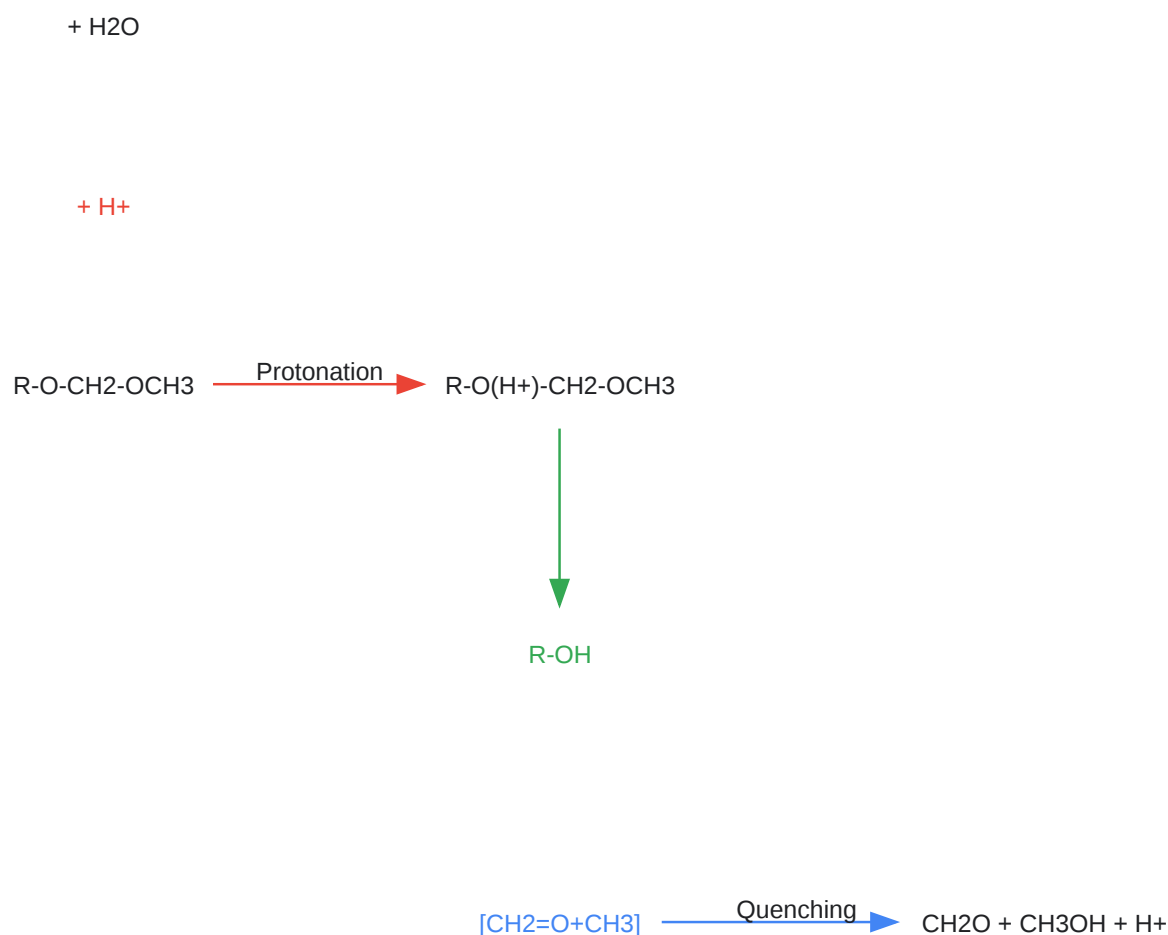 + H2O
+ H+
Protonation
R-O-CH2-OCH3
R-O(H+)-CH2-OCH3
R-OH
Quenching
[CH2=O+CH3]
CH2O + CH3OH + H+